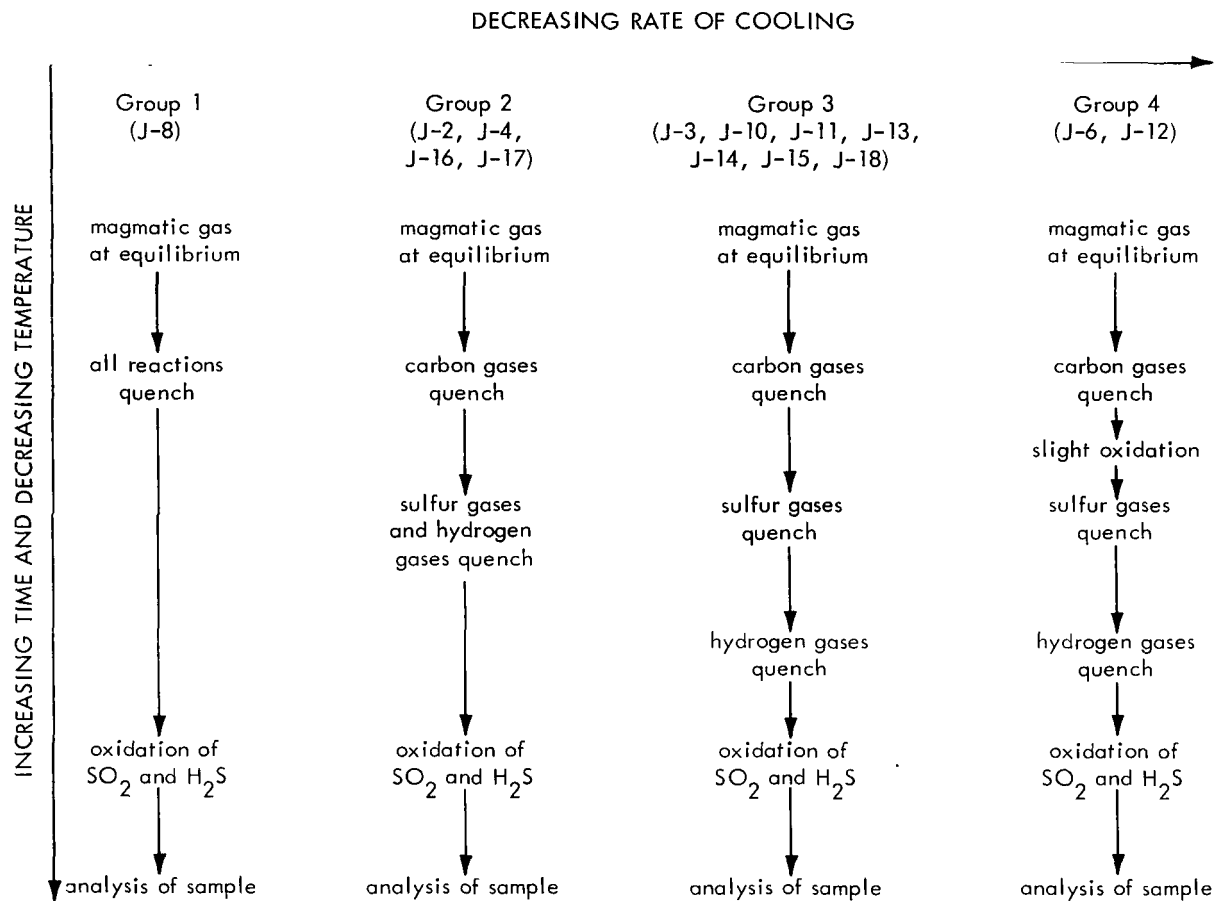 DECREASING RATE OF COOLING
INCREASING TIME AND DECREASING TEMPERATURE
Group 1
(J-8)
magmatic gas
at equilibrium
all reactions
quench
oxidation of
SO2 and H2S
analysis of sample
Group 2
(J-2, J-4,
J-16, J-17)
magmatic gas
at equilibrium
carbon gases
quench
sulfur gases
and hydrogen
gases quench
oxidation of
SO2 and H2S
analysis of sample
Group 3
(J-3, J-10, J-11, J-13,
J-14, J-15, J-18)
magmatic gas
at equilibrium
carbon gases
quench
sulfur gases
quench
hydrogen gases
quench
oxidation of
SO2 and H2S
analysis of sample
Group 4
(J-6, J-12)
magmatic gas
at equilibrium
carbon gases
quench
slight oxidation
sulfur gases
quench
hydrogen gases
quench
oxidation of
SO2 and H2S
analysis of sample